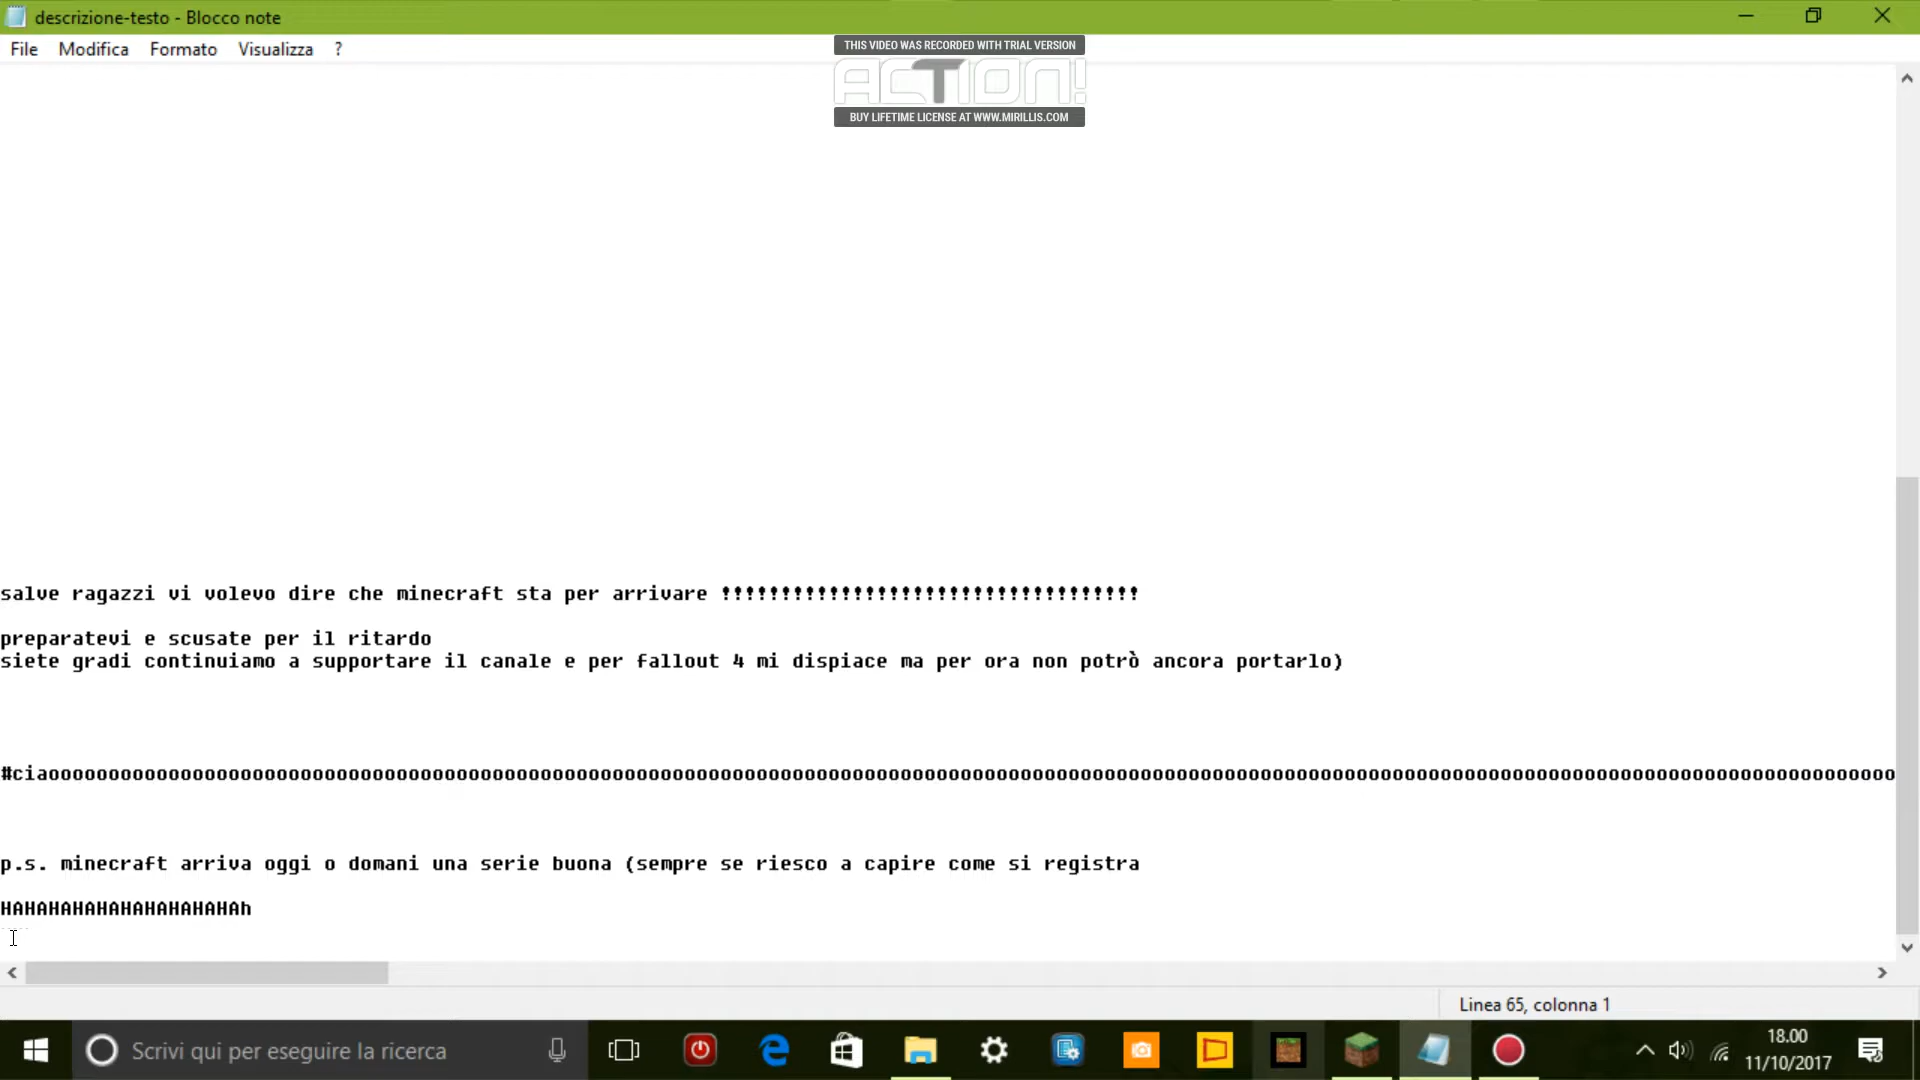 descrizione-testo - Blocco note
File Modifica Formato Visualizza ?
THIS VIDEO WAS RECORDED WITH TRIAL VERSION
ACTION!
BUY LIFETIME LICENSE AT WWW.MIRILLIS.COM
salve ragazzi vi volevo dire che minecraft sta per arrivare !!!!!!!!!!!!!!!!!!!!!!!!!!!!!!!!!!!
preparatevi e scusate per il ritardo
siete gradi continuiamo a supportare il canale e per fallout 4 mi dispiace ma per ora non potrò ancora portarlo)
#ciaoooooooooooooooooooooooooooooooooooooooooooooooooooooooooooooooooooooooooooooooooooooooooooooooooooooooooooooooooooooooooooooooooooooooooooooooooooooooooo
p.s. minecraft arriva oggi o domani una serie buona (sempre se riesco a capire come si registra
HAHAHAHAHAHAHAHAHAHAh
Linea 65, colonna 1
Scrivi qui per eseguire la ricerca
18.00
11/10/2017